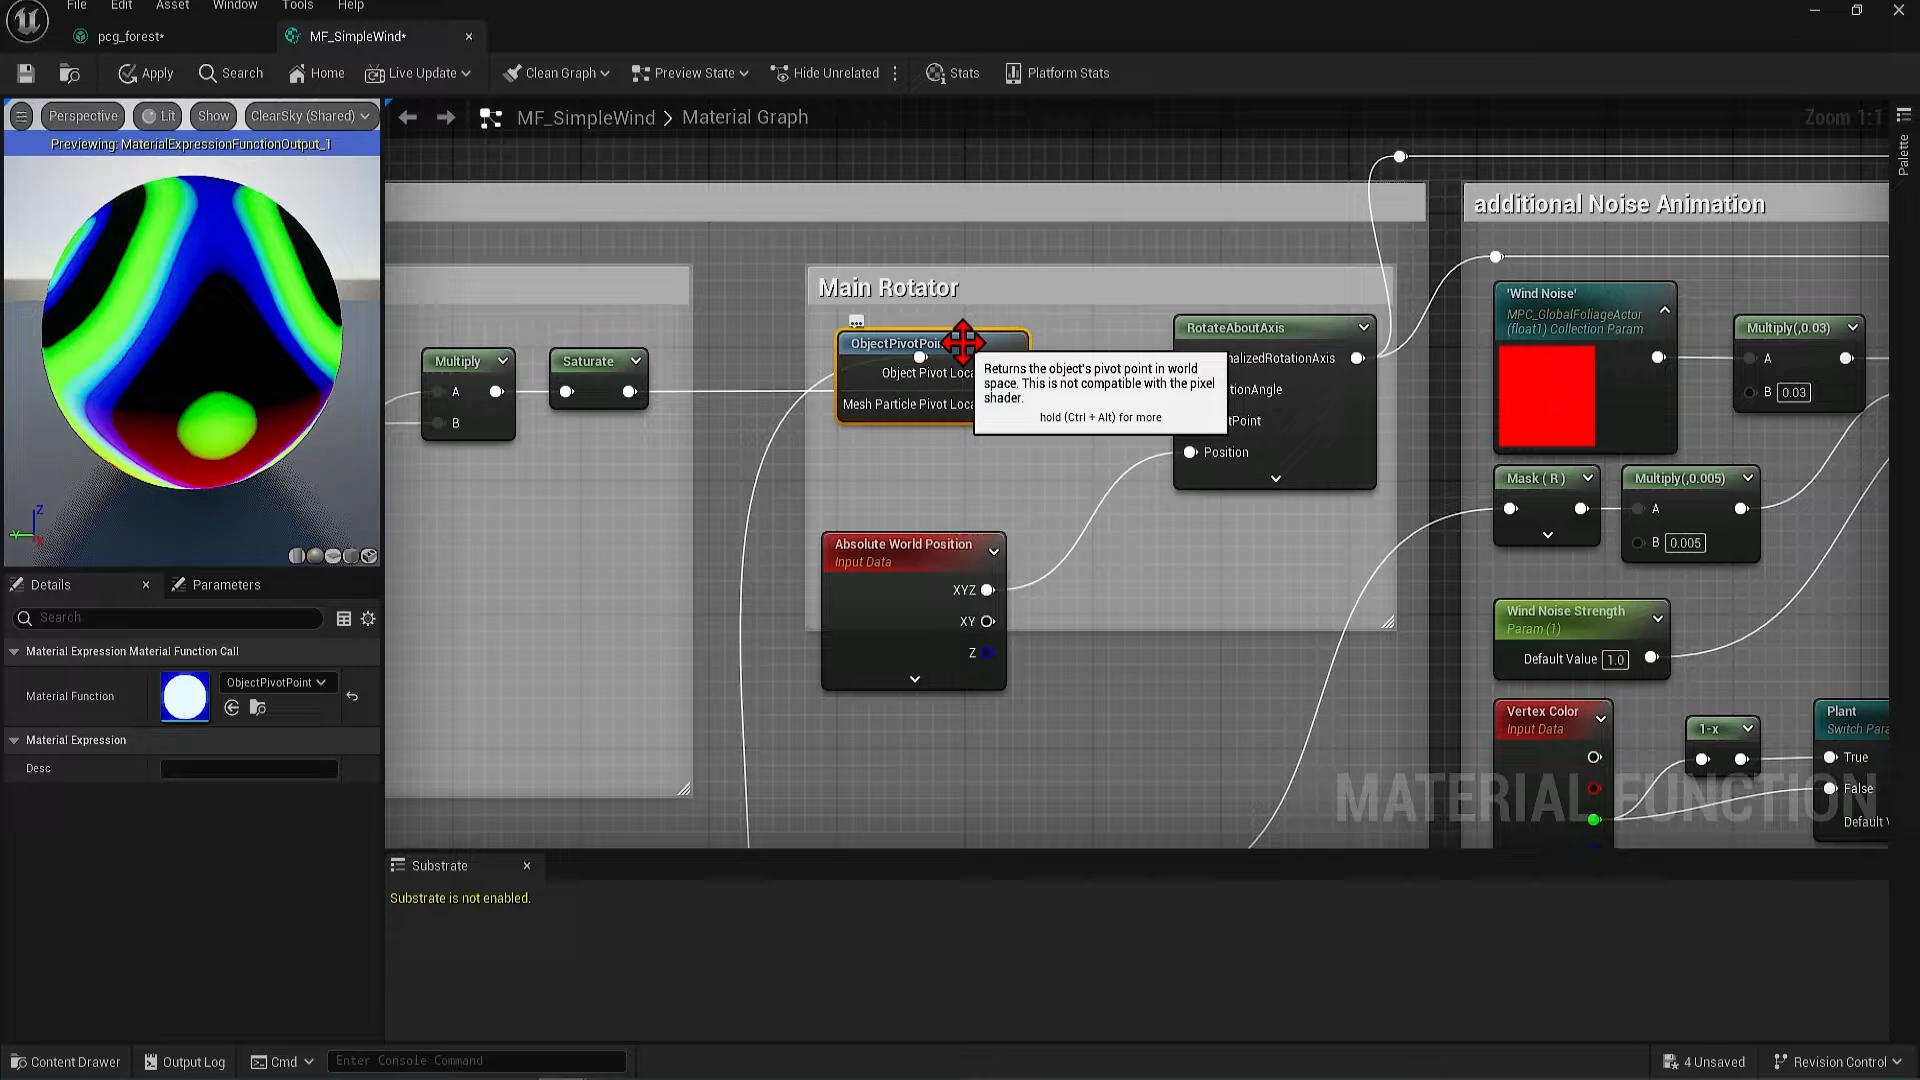 File Edit Asset Window Tools Help
pcg_forest*
MF_SimpleWind*
Apply
Search
Home
Live Update
Clean Graph
Preview State
Hide Unrelated
Stats
Platform Stats
Perspective
Lit
Show
ClearSky (Shared)
Previewing: MaterialExpressionFunctionOutput_1
Z
Y
X
MF_SimpleWind > Material Graph
Zoom 1:1
Palette
additional Noise Animation
Main Rotator
Multiply
A
B
Saturate
Object Pivot Loca
Mesh Particle Pivot Loca
Returns the object's pivot point in world
space. This is not compatible with the pixel
shader.
hold (Ctrl + Alt) for more
RotateAboutAxis
nalizedRotationAxis
tionAngle
tPoint
Position
Absolute World Position
Input Data
XYZ
XY
Z
'Wind Noise'
MPC_GlobalFoliageActor
(float1) Collection Param
Multiply(,0.03)
A
B 0.03
Mask ( R )
Multiply(,0.005)
A
B 0.005
Wind Noise Strength
Param (1)
Default Value 1.0
Vertex Color
Input Data
1-x
Plant
Switch Para
True
False
Default V
MATERIAL FUNCTION
Details
Parameters
Search
Material Expression Material Function Call
Material Function
ObjectPivotPoint
Material Expression
Desc
Substrate
Substrate is not enabled.
Content Drawer
Output Log
Cmd
Enter Console Command
4 Unsaved
Revision Control